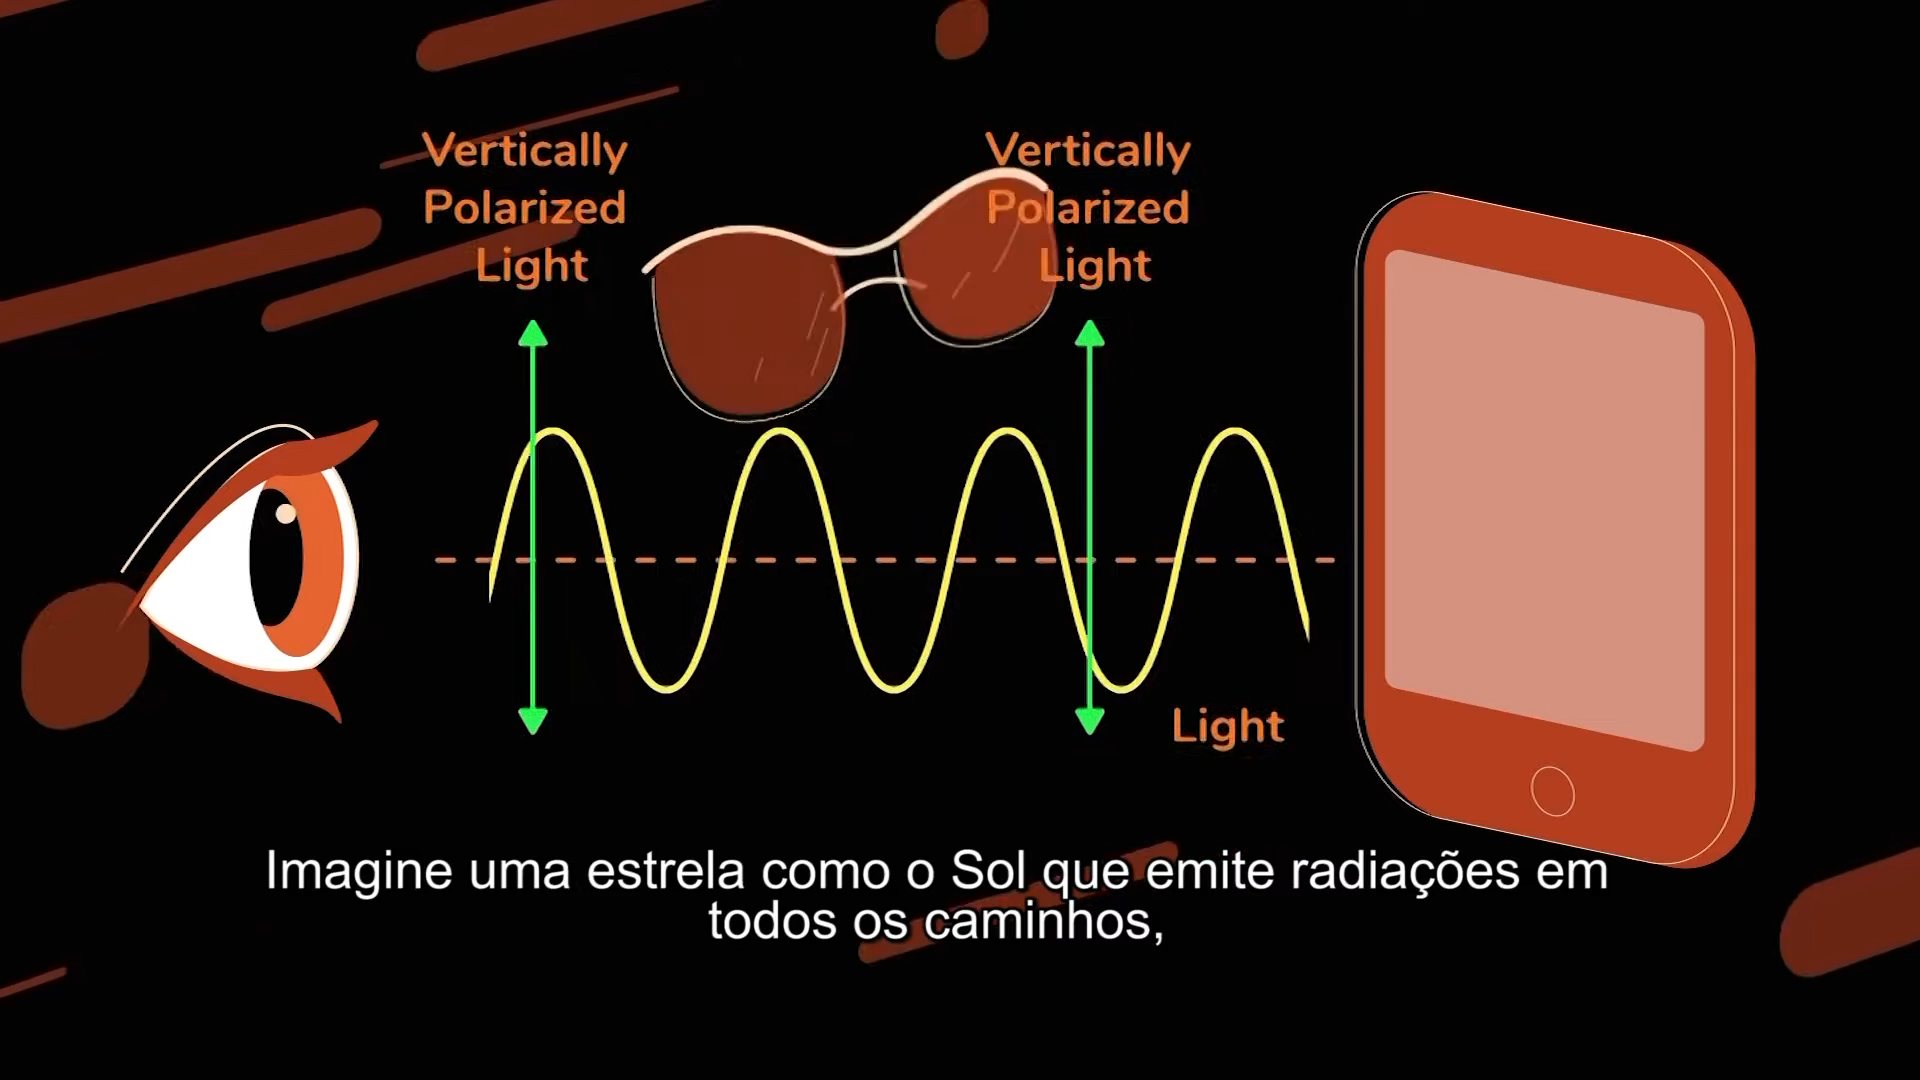 Vertically
Polarized
Light
Vertically
Polarized
Light
Light
Imagine uma estrela como o Sol que emite radiações em
todos os caminhos,